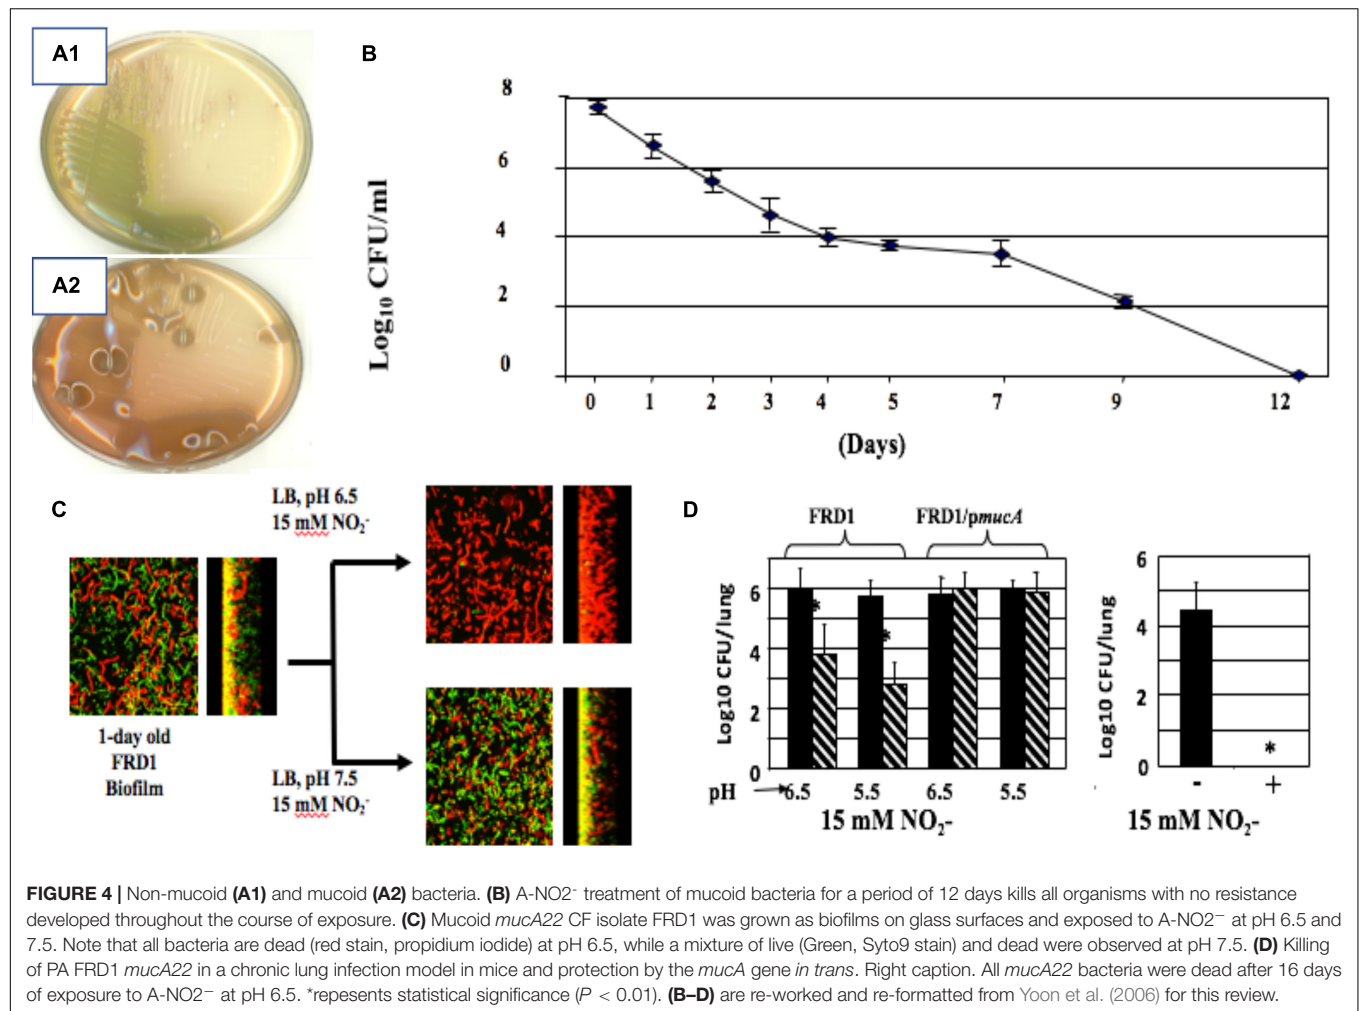 A1
B
8
6
4
2
0
Log10 CFU/ml
0 1 2 3 4 5 7 9 12
(Days)
A2
C
LB, pH 6.5
15 mM NO2-
1-day old
FRD1
Biofilm
LB, pH 7.5
15 mM NO2-
D
FRD1 FRD1/pmucA
6
4
2
0
Log10 CFU/lung
*
*
pH 6.5 5.5 6.5 5.5
15 mM NO2-
6
4
2
0
Log10 CFU/lung
*
- +
15 mM NO2-
FIGURE 4 | Non-mucoid (A1) and mucoid (A2) bacteria. (B) A-NO2- treatment of mucoid bacteria for a period of 12 days kills all organisms with no resistance
developed throughout the course of exposure. (C) Mucoid mucA22 CF isolate FRD1 was grown as biofilms on glass surfaces and exposed to A-NO2− at pH 6.5 and
7.5. Note that all bacteria are dead (red stain, propidium iodide) at pH 6.5, while a mixture of live (Green, Syto9 stain) and dead were observed at pH 7.5. (D) Killing
of PA FRD1 mucA22 in a chronic lung infection model in mice and protection by the mucA gene in trans. Right caption. All mucA22 bacteria were dead after 16 days
of exposure to A-NO2− at pH 6.5. *repesents statistical significance (P < 0.01). (B–D) are re-worked and re-formatted from Yoon et al. (2006) for this review.